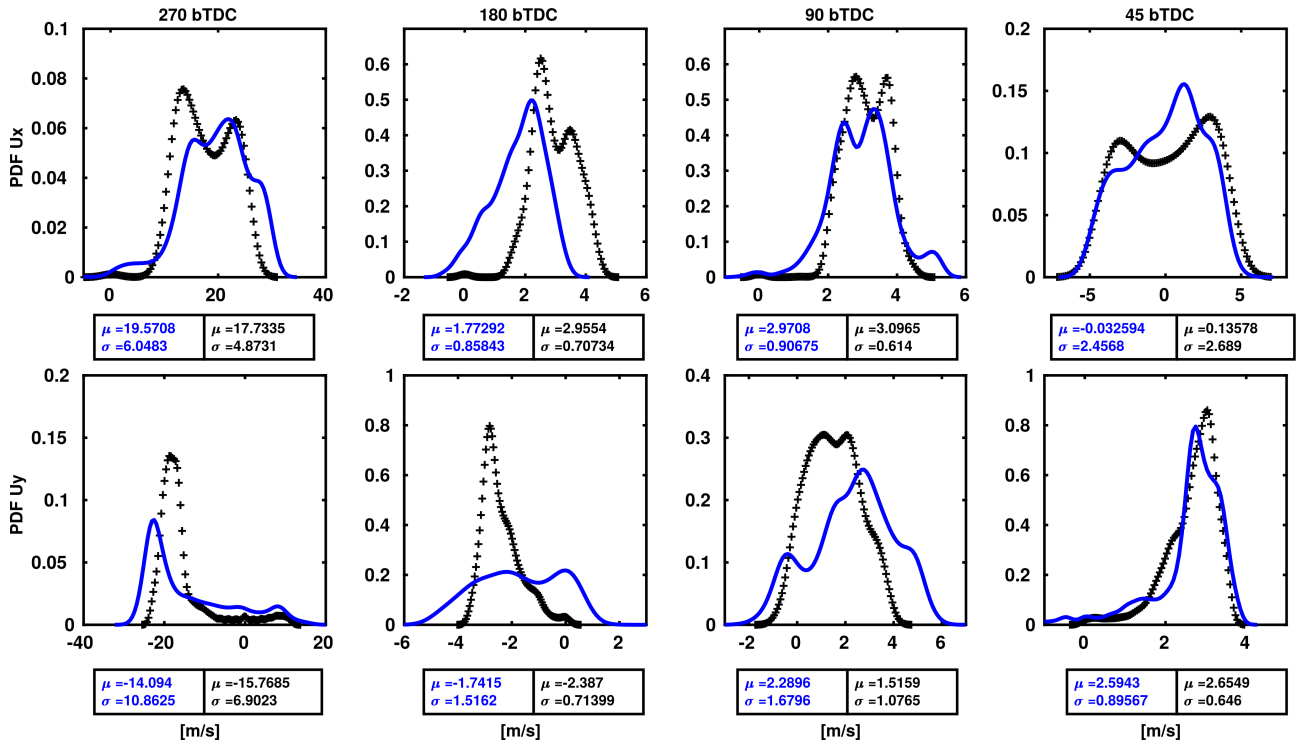 270 bTDC
180 bTDC
90 bTDC
45 bTDC
PDF Ux
0.1
0.08
0.06
0.04
0.02
0
0 20 40
0.6
0.5
0.4
0.3
0.2
0.1
0
-2 0 2 4 6
0.6
0.5
0.4
0.3
0.2
0.1
0
0 2 4 6
0.2
0.15
0.1
0.05
0
-5 0 5
μ =19.5708 μ =17.7335
σ =6.0483 σ =4.8731
μ =1.77292 μ =2.9554
σ =0.85843 σ =0.70734
μ =2.9708 μ =3.0965
σ =0.90675 σ =0.614
μ =-0.032594 μ =0.13578
σ =2.4568 σ =2.689
PDF Uy
0.2
0.15
0.1
0.05
0
-40 -20 0 20
1
0.8
0.6
0.4
0.2
0
-6 -4 -2 0 2
0.4
0.3
0.2
0.1
0
-2 0 2 4 6
1
0.8
0.6
0.4
0.2
0
0 2 4
μ =-14.094 μ =-15.7685
σ =10.8625 σ =6.9023
μ =-1.7415 μ =-2.387
σ =1.5162 σ =0.71399
μ =2.2896 μ =1.5159
σ =1.6796 σ =1.0765
μ =2.5943 μ =2.6549
σ =0.89567 σ =0.646
[m/s]
[m/s]
[m/s]
[m/s]